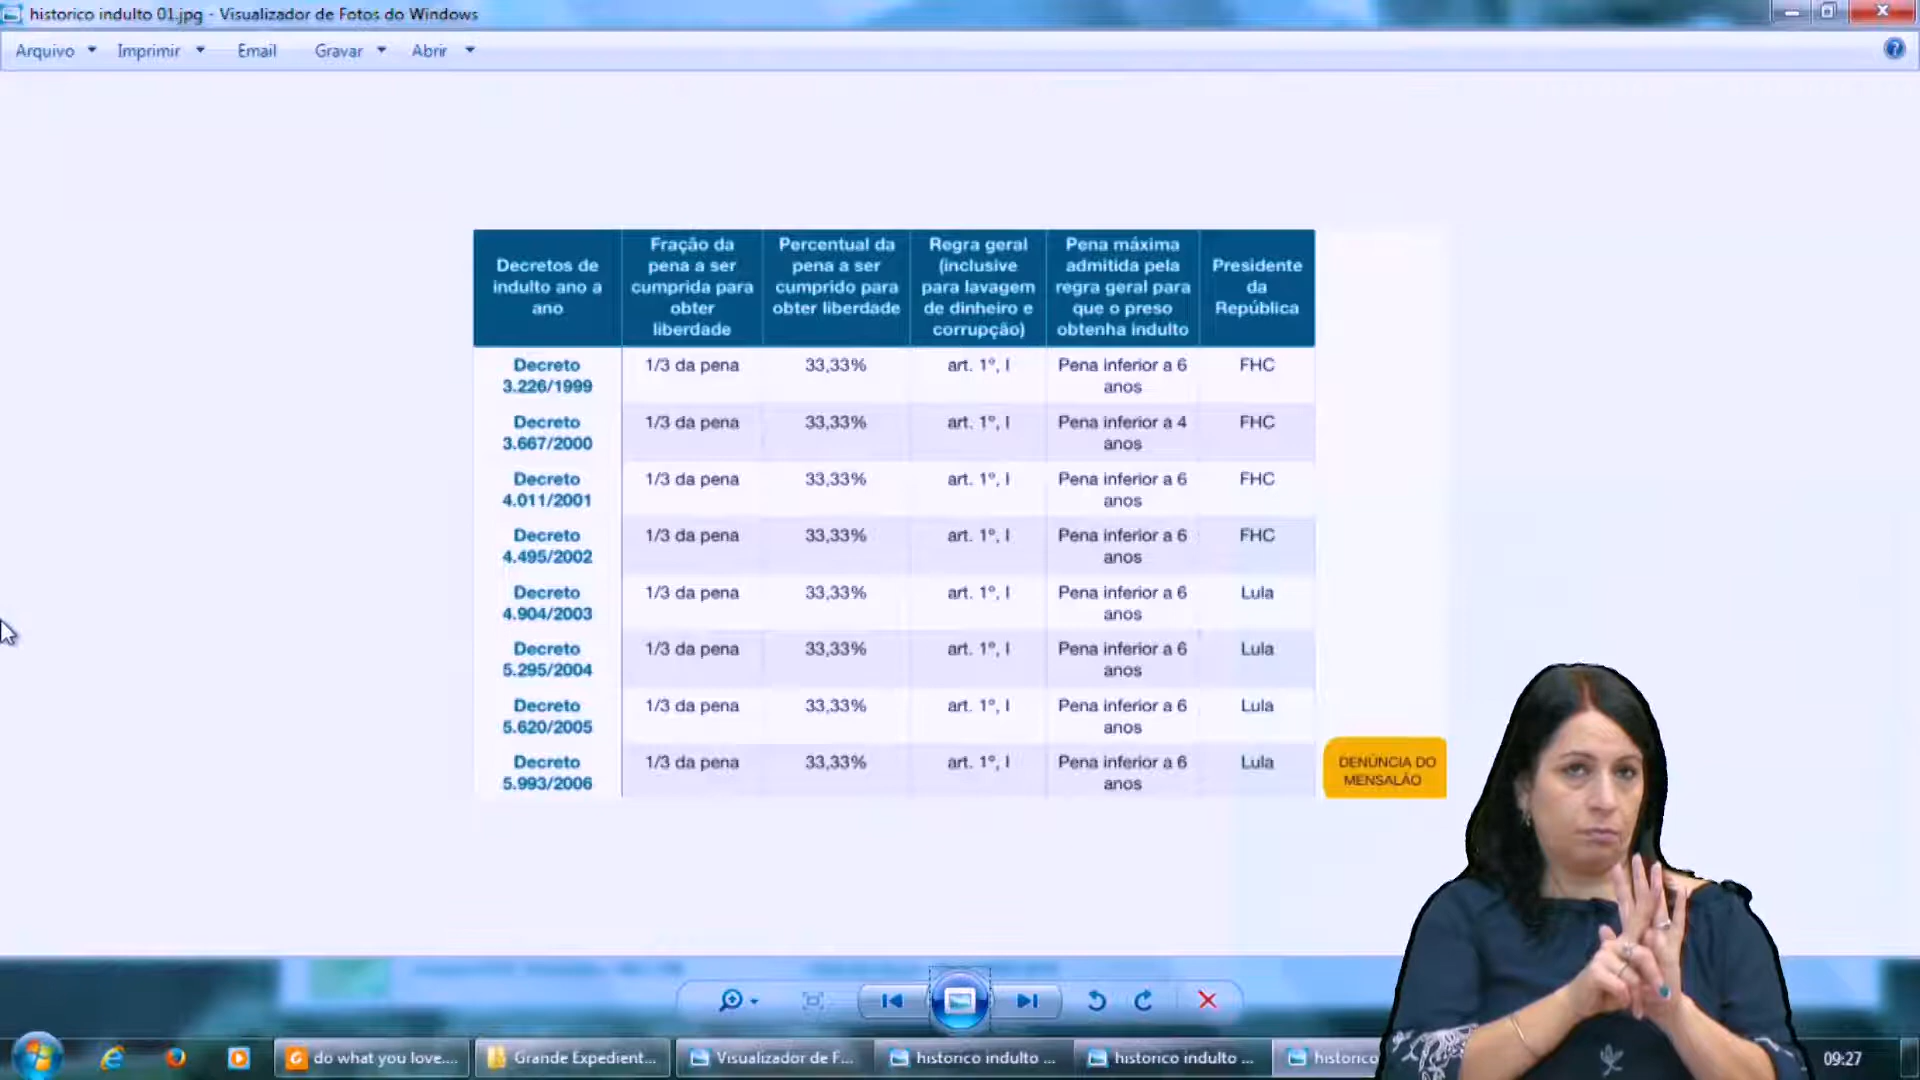 historico indulto 01.jpg - Visualizador de Fotos do Windows
Arquivo Imprimir Email Gravar Abrir
Decretos de indulto ano a ano
Fração da pena a ser cumprida para obter liberdade
Percentual da pena a ser cumprido para obter liberdade
Regra geral (inclusive para lavagem de dinheiro e corrupção)
Pena máxima admitida pela regra geral para que o preso obtenha indulto
Presidente da República
Decreto 3.226/1999 1/3 da pena 33,33% art. 1º, I Pena inferior a 6 anos FHC
Decreto 3.667/2000 1/3 da pena 33,33% art. 1º, I Pena inferior a 4 anos FHC
Decreto 4.011/2001 1/3 da pena 33,33% art. 1º, I Pena inferior a 6 anos FHC
Decreto 4.495/2002 1/3 da pena 33,33% art. 1º, I Pena inferior a 6 anos FHC
Decreto 4.904/2003 1/3 da pena 33,33% art. 1º, I Pena inferior a 6 anos Lula
Decreto 5.295/2004 1/3 da pena 33,33% art. 1º, I Pena inferior a 6 anos Lula
Decreto 5.620/2005 1/3 da pena 33,33% art. 1º, I Pena inferior a 6 anos Lula
Decreto 5.993/2006 1/3 da pena 33,33% art. 1º, I Pena inferior a 6 anos Lula
DENÚNCIA DO
MENSALÃO
do what you love.... Grande Expedient... Visualizador de F... historico indulto ... historico indulto ... historico 09:27